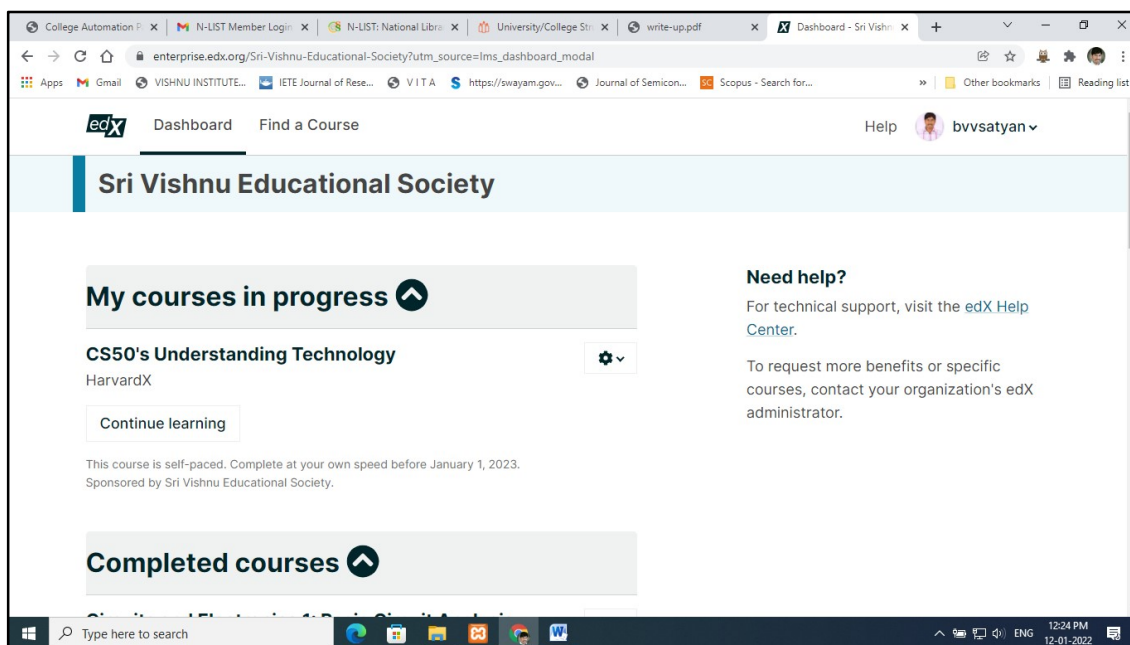 College Automation P
N-LIST Member Login
N-LIST: National Libra
University/College Str
write-up.pdf
Dashboard - Sri Vishn
enterprise.edx.org/Sri-Vishnu-Educational-Society?utm_source=lms_dashboard_modal
Apps Gmail VISHNU INSTITUTE... IETE Journal of Rese... V I T A https://swayam.gov... Journal of Semicon... Scopus - Search for... » Other bookmarks Reading list
edX Dashboard Find a Course Help bvvsatyan
Sri Vishnu Educational Society
My courses in progress
CS50's Understanding Technology
HarvardX
Continue learning
This course is self-paced. Complete at your own speed before January 1, 2023.
Sponsored by Sri Vishnu Educational Society.
Need help?
For technical support, visit the edX Help
Center.
To request more benefits or specific
courses, contact your organization's edX
administrator.
Completed courses
Type here to search
ENG
12:24 PM
12-01-2022